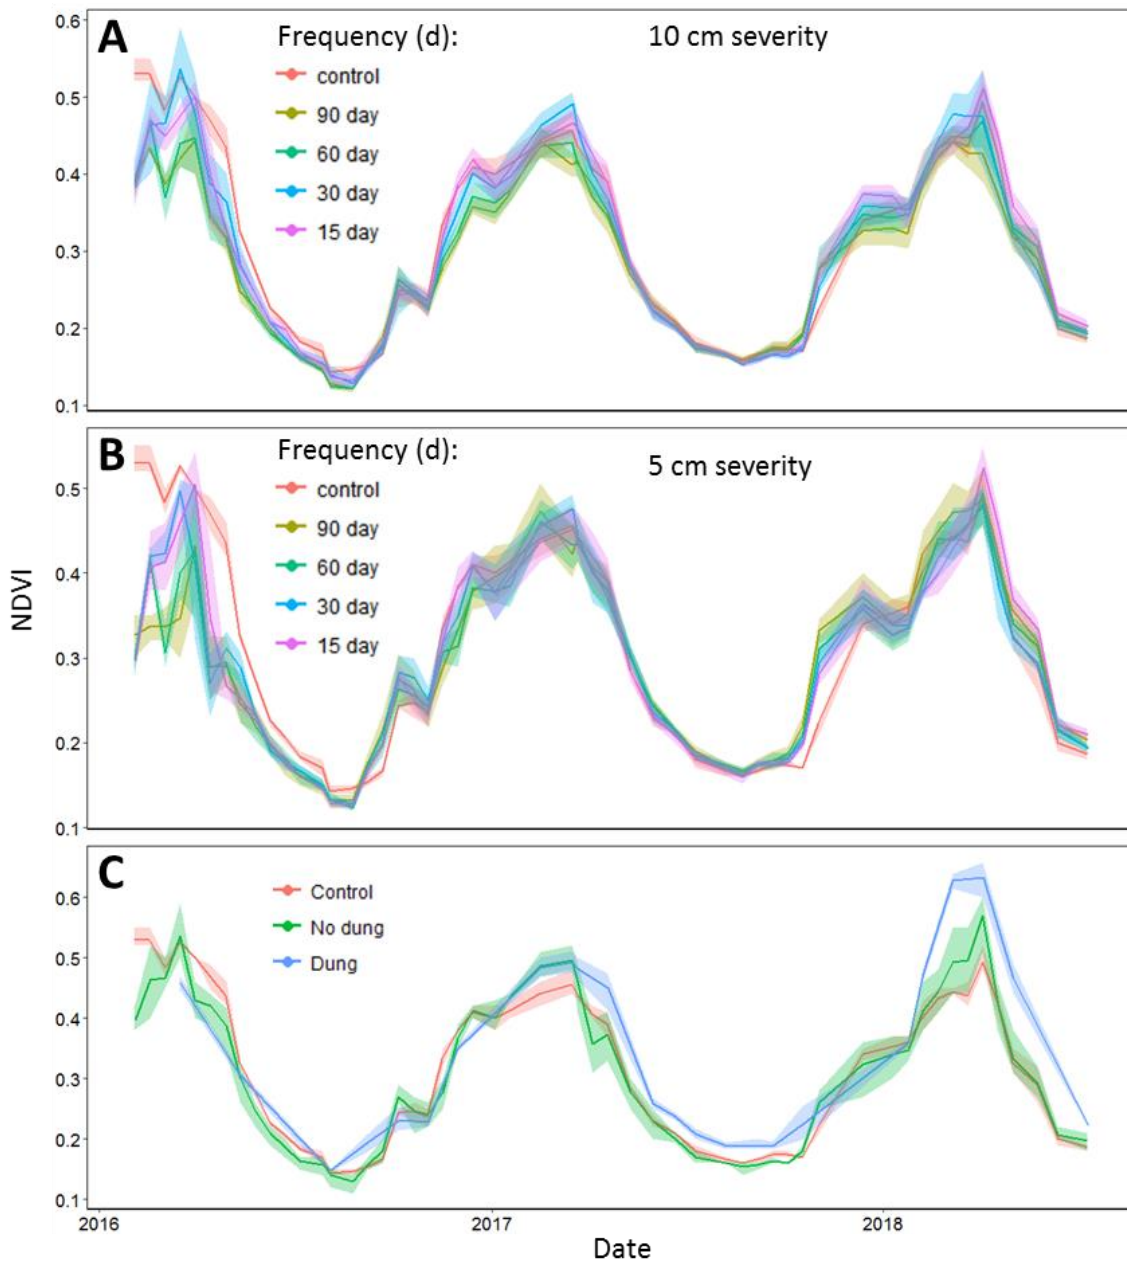 A
Frequency (d):
10 cm severity
control
90 day
60 day
30 day
15 day
0.6
0.5
0.4
0.3
0.2
0.1
B
Frequency (d):
5 cm severity
control
90 day
60 day
30 day
15 day
0.5
0.4
0.3
0.2
0.1
NDVI
C
Control
No dung
Dung
0.6
0.5
0.4
0.3
0.2
0.1
2016
2017
2018
Date